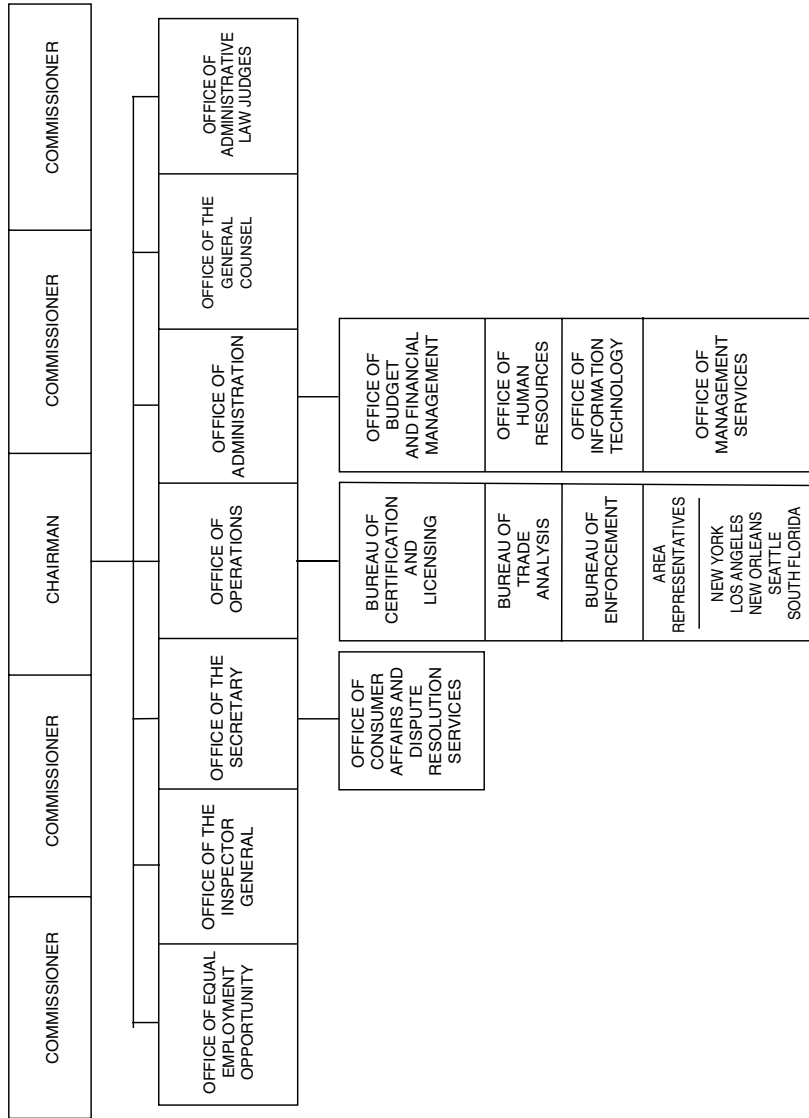 COMMISSIONER
COMMISSIONER
CHAIRMAN
COMMISSIONER
COMMISSIONER
OFFICE OF EQUAL
EMPLOYMENT
OPPORTUNITY
OFFICE OF THE
INSPECTOR
GENERAL
OFFICE OF THE
SECRETARY
OFFICE OF
OPERATIONS
OFFICE OF
ADMINISTRATION
OFFICE OF THE
GENERAL
COUNSEL
OFFICE OF
ADMINISTRATIVE
LAW JUDGES
OFFICE OF
CONSUMER
AFFAIRS AND
DISPUTE
RESOLUTION
SERVICES
BUREAU OF
CERTIFICATION
AND
LICENSING
BUREAU OF
TRADE
ANALYSIS
BUREAU OF
ENFORCEMENT
AREA
REPRESENTATIVES
NEW YORK
LOS ANGELES
NEW ORLEANS
SEATTLE
SOUTH FLORIDA
OFFICE OF
BUDGET
AND FINANCIAL
MANAGEMENT
OFFICE OF
HUMAN
RESOURCES
OFFICE OF
INFORMATION
TECHNOLOGY
OFFICE OF
MANAGEMENT
SERVICES